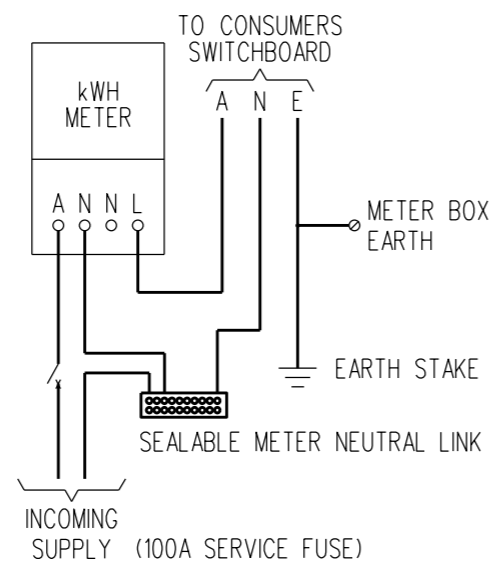 TO CONSUMERS
SWITCHBOARD
A N E
kWH
METER
A N N L
METER BOX
EARTH
EARTH STAKE
SEALABLE METER NEUTRAL LINK
INCOMING
SUPPLY (100A SERVICE FUSE)